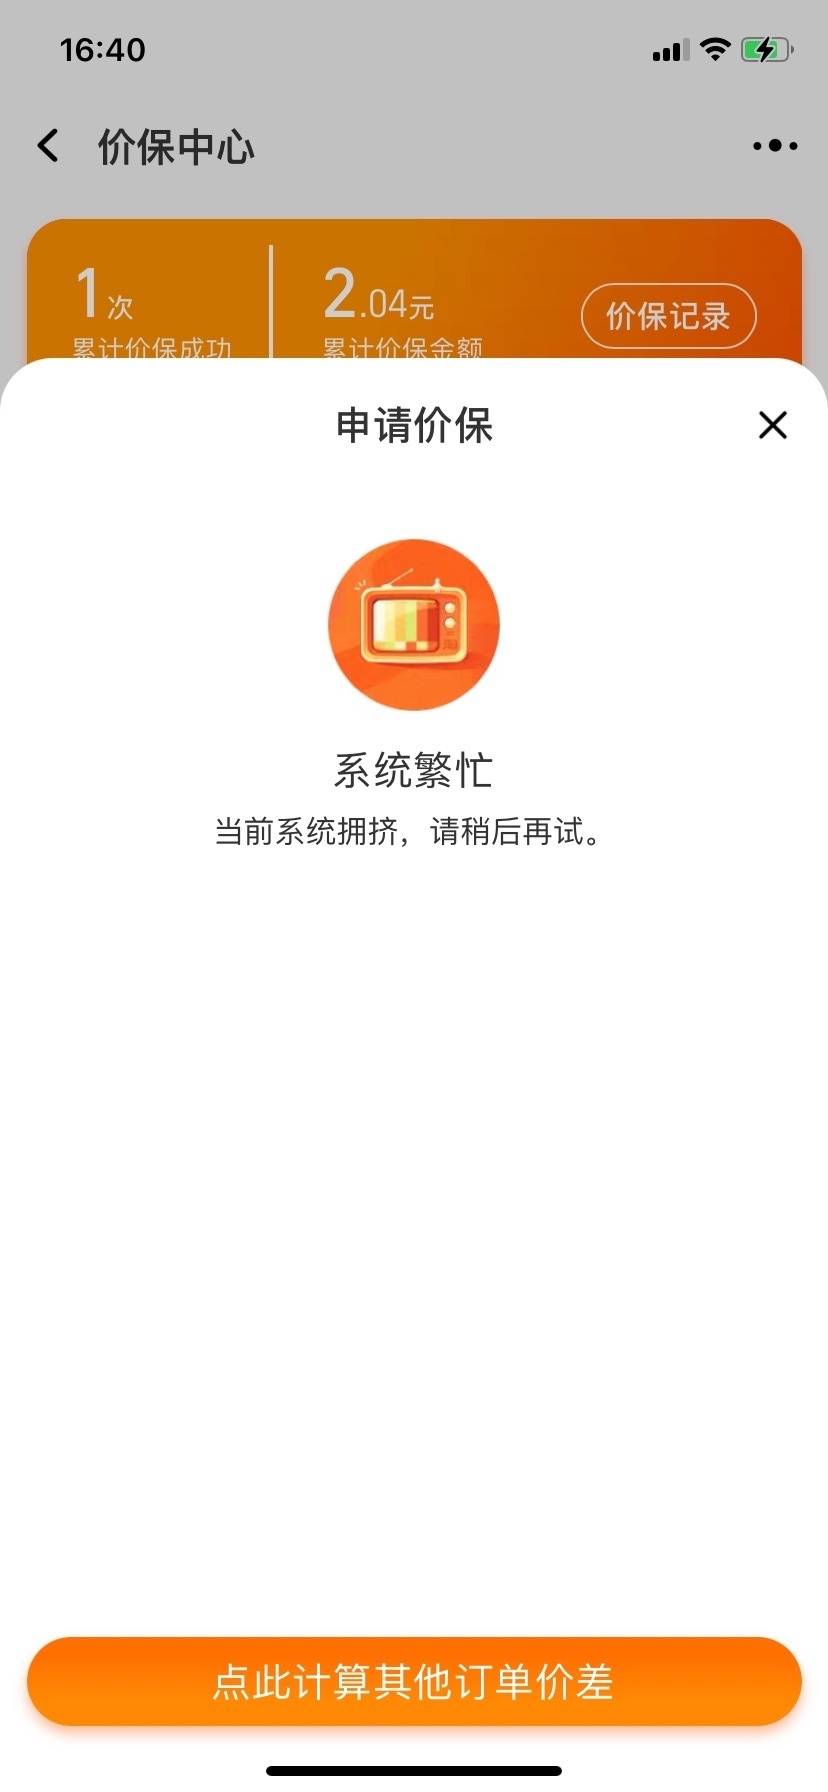 16:40
价保中心
1次
2.04元
价保记录
累计价保成功
累计价保金额
申请价保
系统繁忙
当前系统拥挤，请稍后再试。
点此计算其他订单价差